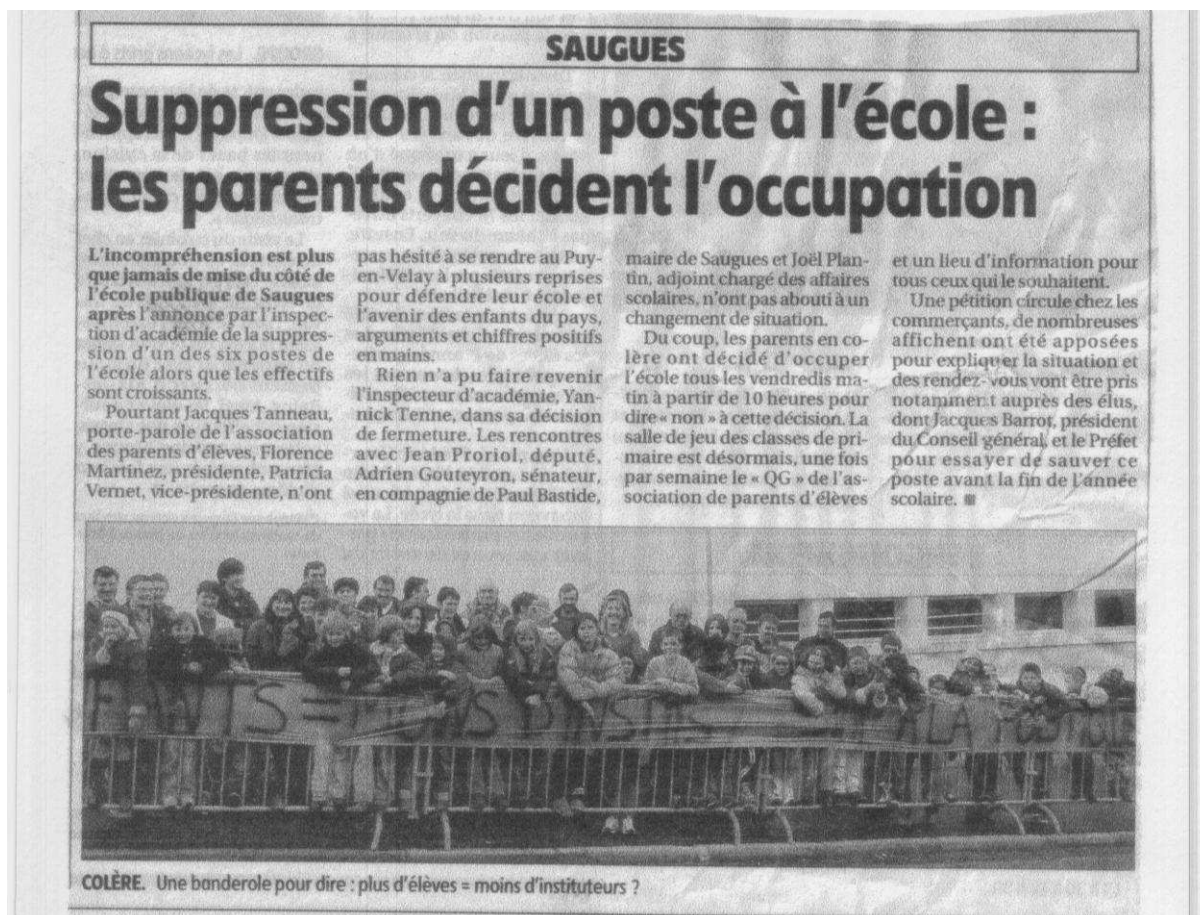 SAUGUES
Suppression d'un poste à l'école :
les parents décident l'occupation
L'incompréhension est plus
que jamais de mise du côté de
l'école publique de Saugues
après l'annonce par l'inspec-
tion d'académie de la suppres-
sion d'un des six postes de
l'école alors que les effectifs
sont croissants.
Pourtant Jacques Tanneau,
porte-parole de l'association
des parents d'élèves, Florence
Martinez, présidente, Patricia
Vernet, vice-présidente, n'ont
pas hésité à se rendre au Puy-
en-Velay à plusieurs reprises
pour défendre leur école et
l'avenir des enfants du pays,
arguments et chiffres positifs
en mains.
Rien n'a pu faire revenir
l'inspecteur d'académie, Yan-
nick Tenne, dans sa décision
de fermeture. Les rencontres
avec Jean Proriol, député,
Adrien Gouteyron, sénateur,
en compagnie de Paul Bastide,
maire de Saugues et Joël Plan-
tin, adjoint chargé des affaires
scolaires, n'ont pas abouti à un
changement de situation.
Du coup, les parents en co-
lère ont décidé d'occuper
l'école tous les vendredis ma-
tin à partir de 10 heures pour
dire « non » à cette décision. La
salle de jeu des classes de pri-
maire est désormais, une fois
par semaine le « QG » de l'as-
sociation de parents d'élèves
et un lieu d'information pour
tous ceux qui le souhaitent.
Une pétition circule chez les
commerçants, de nombreuses
affichent ont été apposées
pour expliquer la situation et
des rendez-vous vont être pris
notamment auprès des élus,
dont Jacques Barrot, président
du Conseil général, et le Préfet
pour essayer de sauver ce
poste avant la fin de l'année
scolaire.
= A LA
COLÈRE. Une banderole pour dire : plus d'élèves = moins d'instituteurs ?